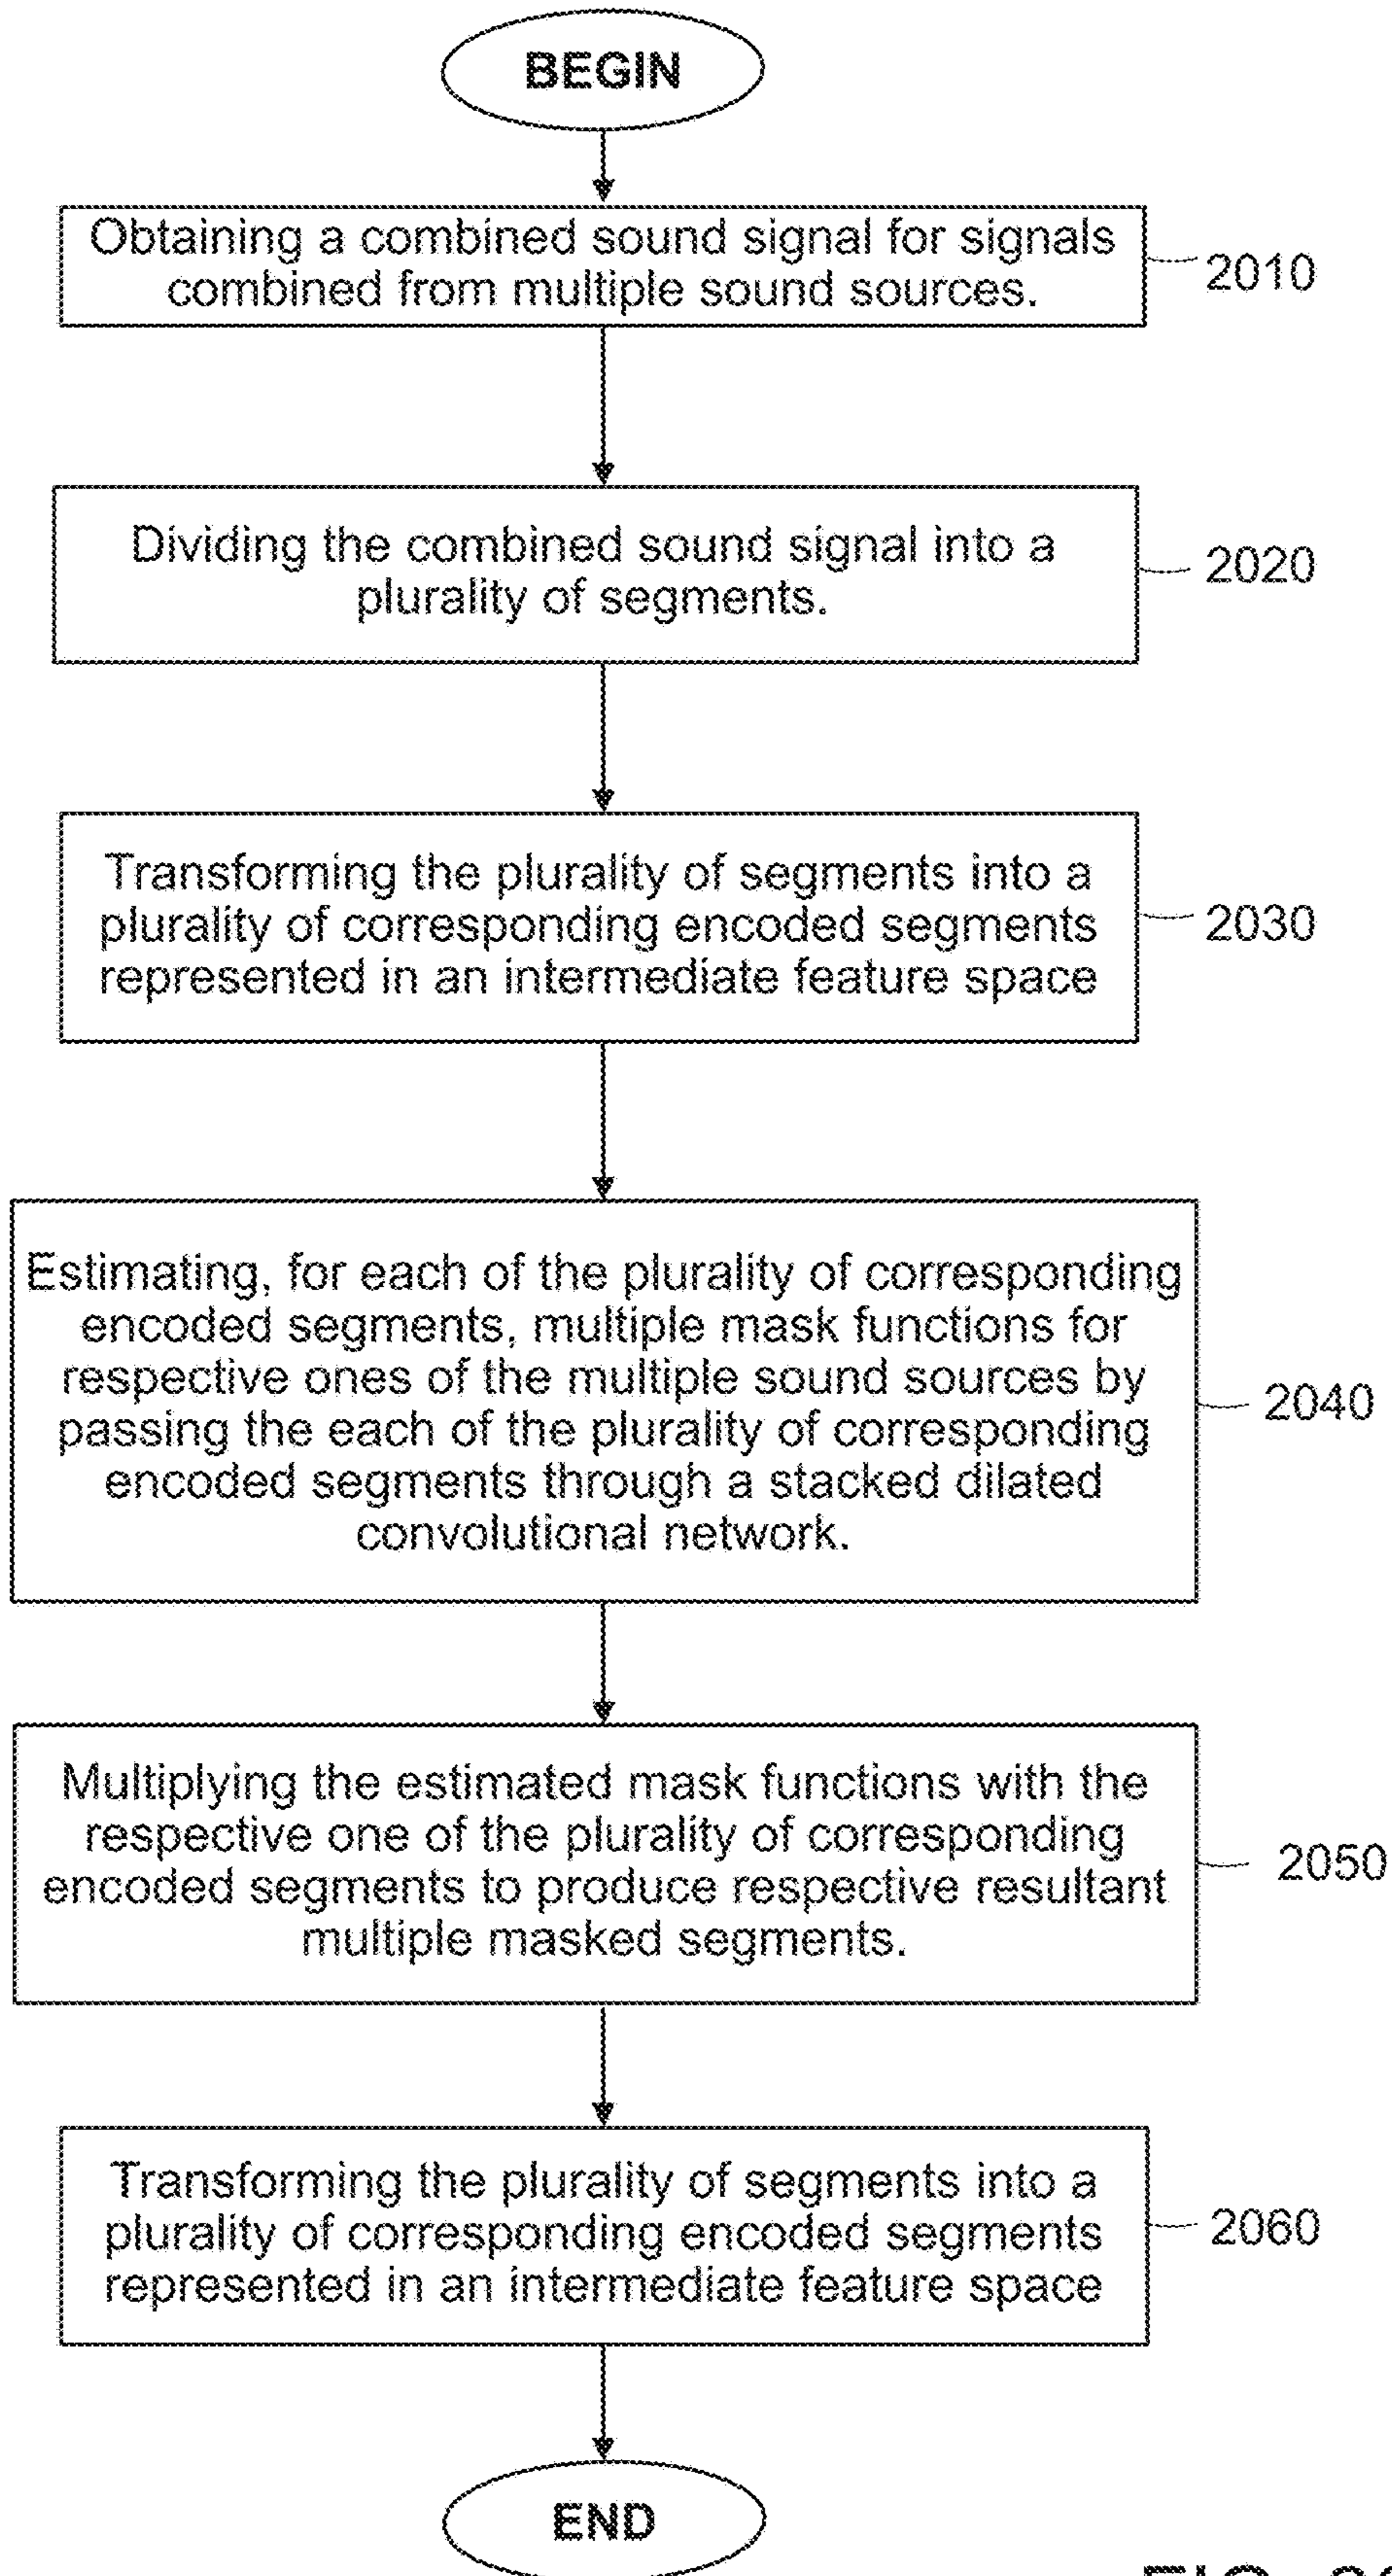 BEGIN
Obtaining a combined sound signal for signals
combined from multiple sound sources.
2010
Dividing the combined sound signal into a
plurality of segments.
2020
Transforming the plurality of segments into a
plurality of corresponding encoded segments
represented in an intermediate feature space
2030
Estimating, for each of the plurality of corresponding
encoded segments, multiple mask functions for
respective ones of the multiple sound sources by
passing the each of the plurality of corresponding
encoded segments through a stacked dilated
convolutional network.
2040
Multiplying the estimated mask functions with the
respective one of the plurality of corresponding
encoded segments to produce respective resultant
multiple masked segments.
2050
Transforming the plurality of segments into a
plurality of corresponding encoded segments
represented in an intermediate feature space
2060
END